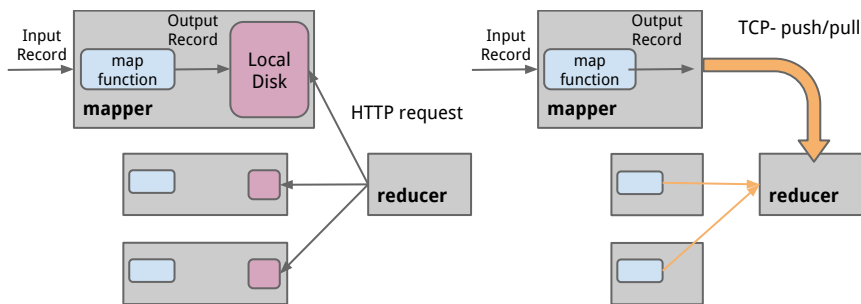 Input
Record
Output
Record
map
function
Local
Disk
mapper
HTTP request
reducer
Input
Record
Output
Record
TCP- push/pull
map
function
mapper
reducer